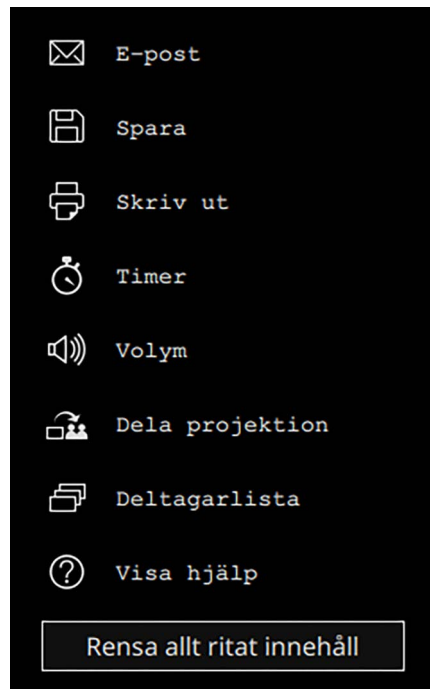 E-post
Spara
Skriv ut
Timer
Volym
Dela projektion
Deltagarlista
Visa hjälp
Rensa allt ritat innehåll